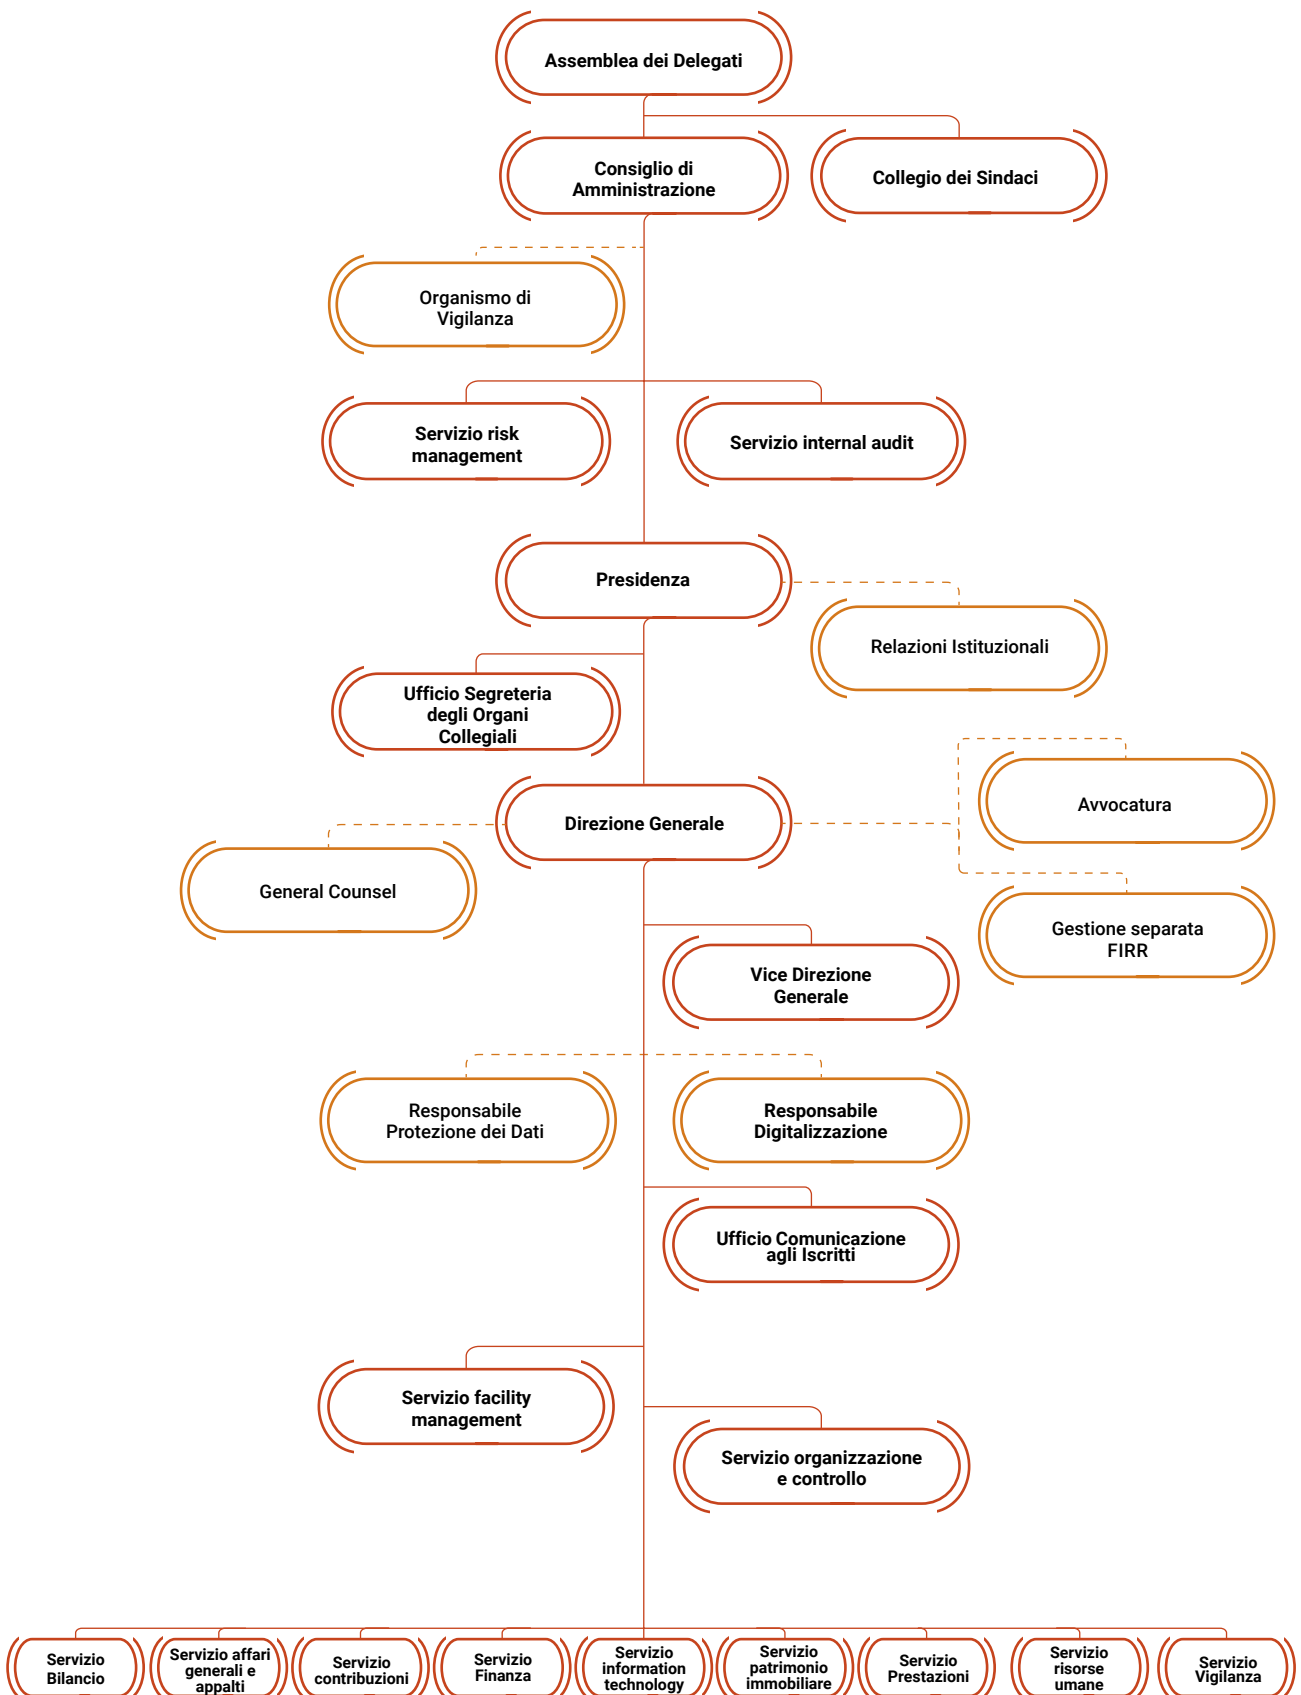 Assemblea dei Delegati
Consiglio di
Amministrazione
Collegio dei Sindaci
Organismo di
Vigilanza
Servizio risk
management
Servizio internal audit
Presidenza
Relazioni Istituzionali
Ufficio Segreteria
degli Organi
Collegiali
Avvocatura
Direzione Generale
General Counsel
Gestione separata
FIRR
Vice Direzione
Generale
Responsabile
Protezione dei Dati
Responsabile
Digitalizzazione
Ufficio Comunicazione
agli Iscritti
Servizio facility
management
Servizio organizzazione
e controllo
Servizio
Bilancio
Servizio affari
generali e
appalti
Servizio
contribuzioni
Servizio
Finanza
Servizio
information
technology
Servizio
patrimonio
immobiliare
Servizio
Prestazioni
Servizio
risorse
umane
Servizio
Vigilanza